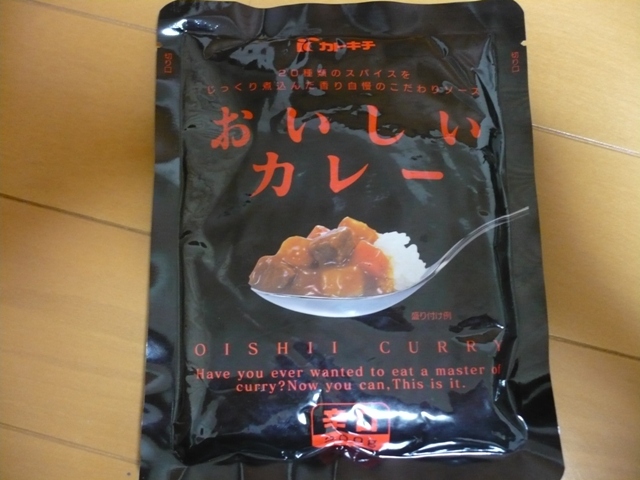 カトキチ
20種類のスパイスを
じっくり煮込んだ香り自慢のこだわりソース
おいしい
カレー
盛り付け例
OISHII CURRY
Have you ever wanted to eat a master of
curry?Now you can,This is it.
辛口